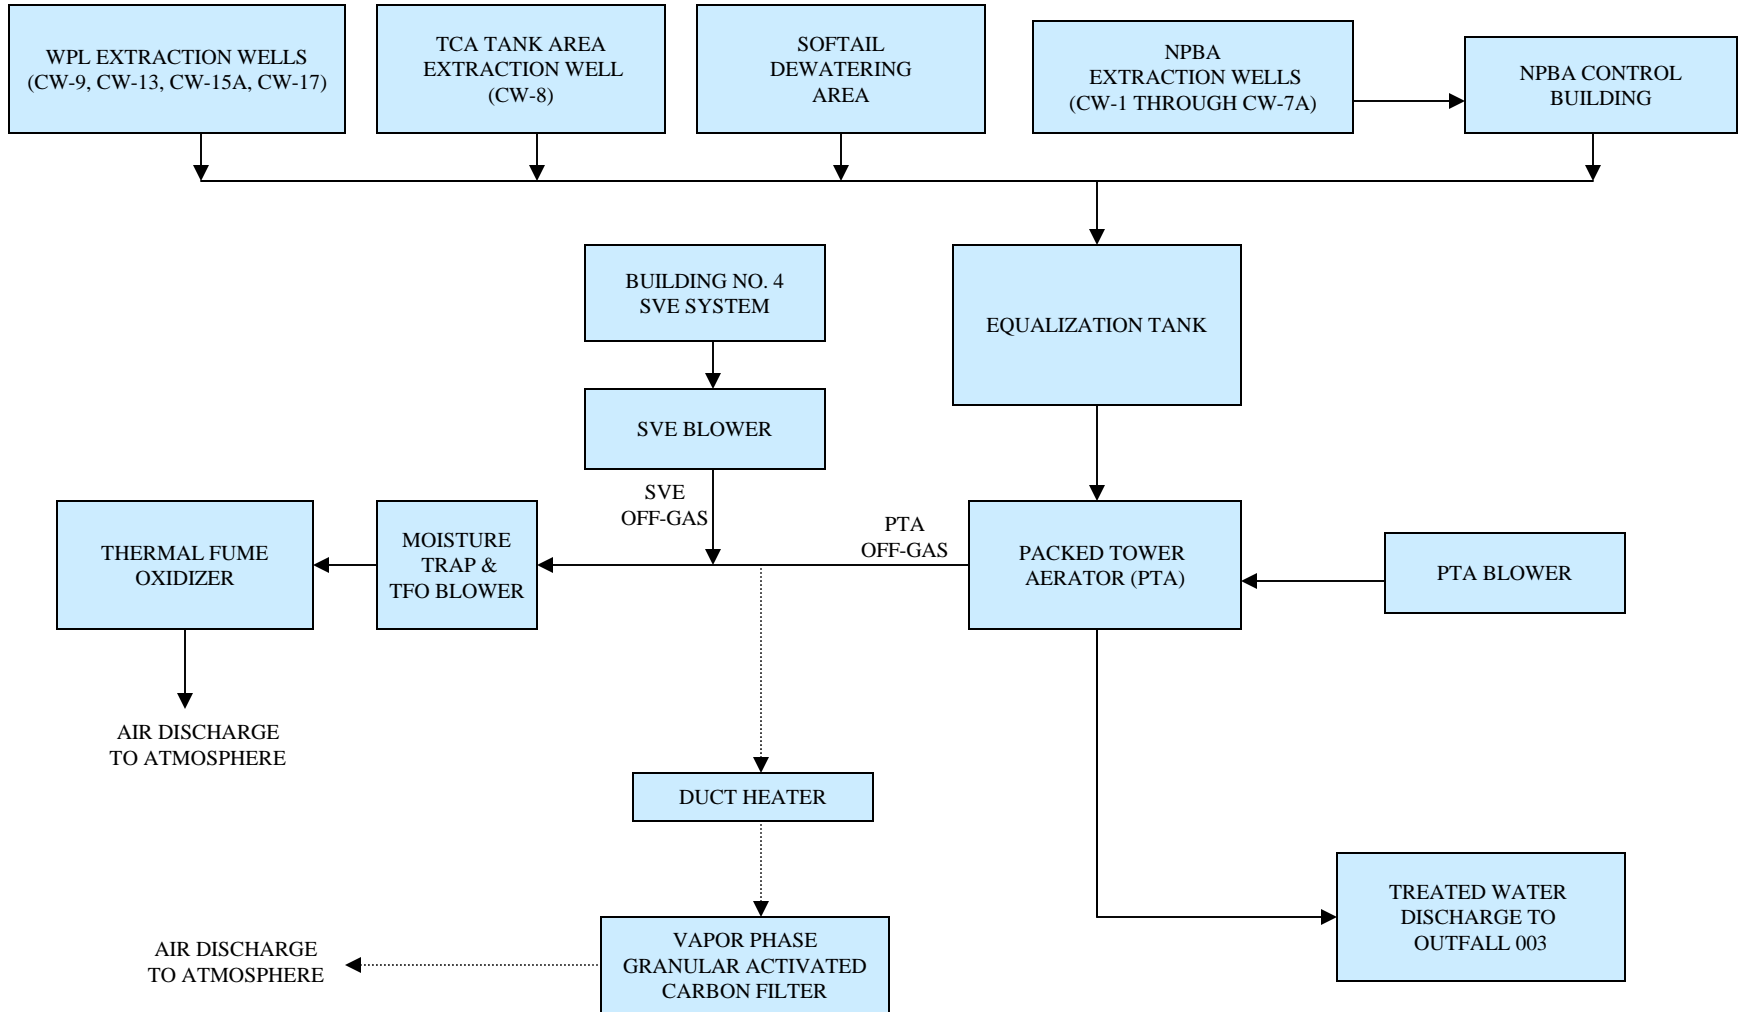 WPL EXTRACTION WELLS
(CW-9, CW-13, CW-15A, CW-17)
TCA TANK AREA
EXTRACTION WELL
(CW-8)
SOFTAIL
DEWATERING
AREA
NPBA
EXTRACTION WELLS
(CW-1 THROUGH CW-7A)
NPBA CONTROL
BUILDING
BUILDING NO. 4
SVE SYSTEM
EQUALIZATION TANK
SVE BLOWER
SVE
OFF-GAS
PTA
OFF-GAS
THERMAL FUME
OXIDIZER
MOISTURE
TRAP &
TFO BLOWER
PACKED TOWER
AERATOR (PTA)
PTA BLOWER
AIR DISCHARGE
TO ATMOSPHERE
DUCT HEATER
TREATED WATER
DISCHARGE TO
OUTFALL 003
AIR DISCHARGE
TO ATMOSPHERE
VAPOR PHASE
GRANULAR ACTIVATED
CARBON FILTER